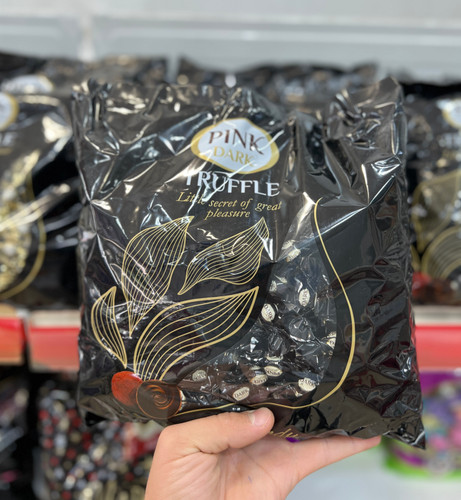 PINK
DARK
TRUFFLE
Little secret of great
pleasure